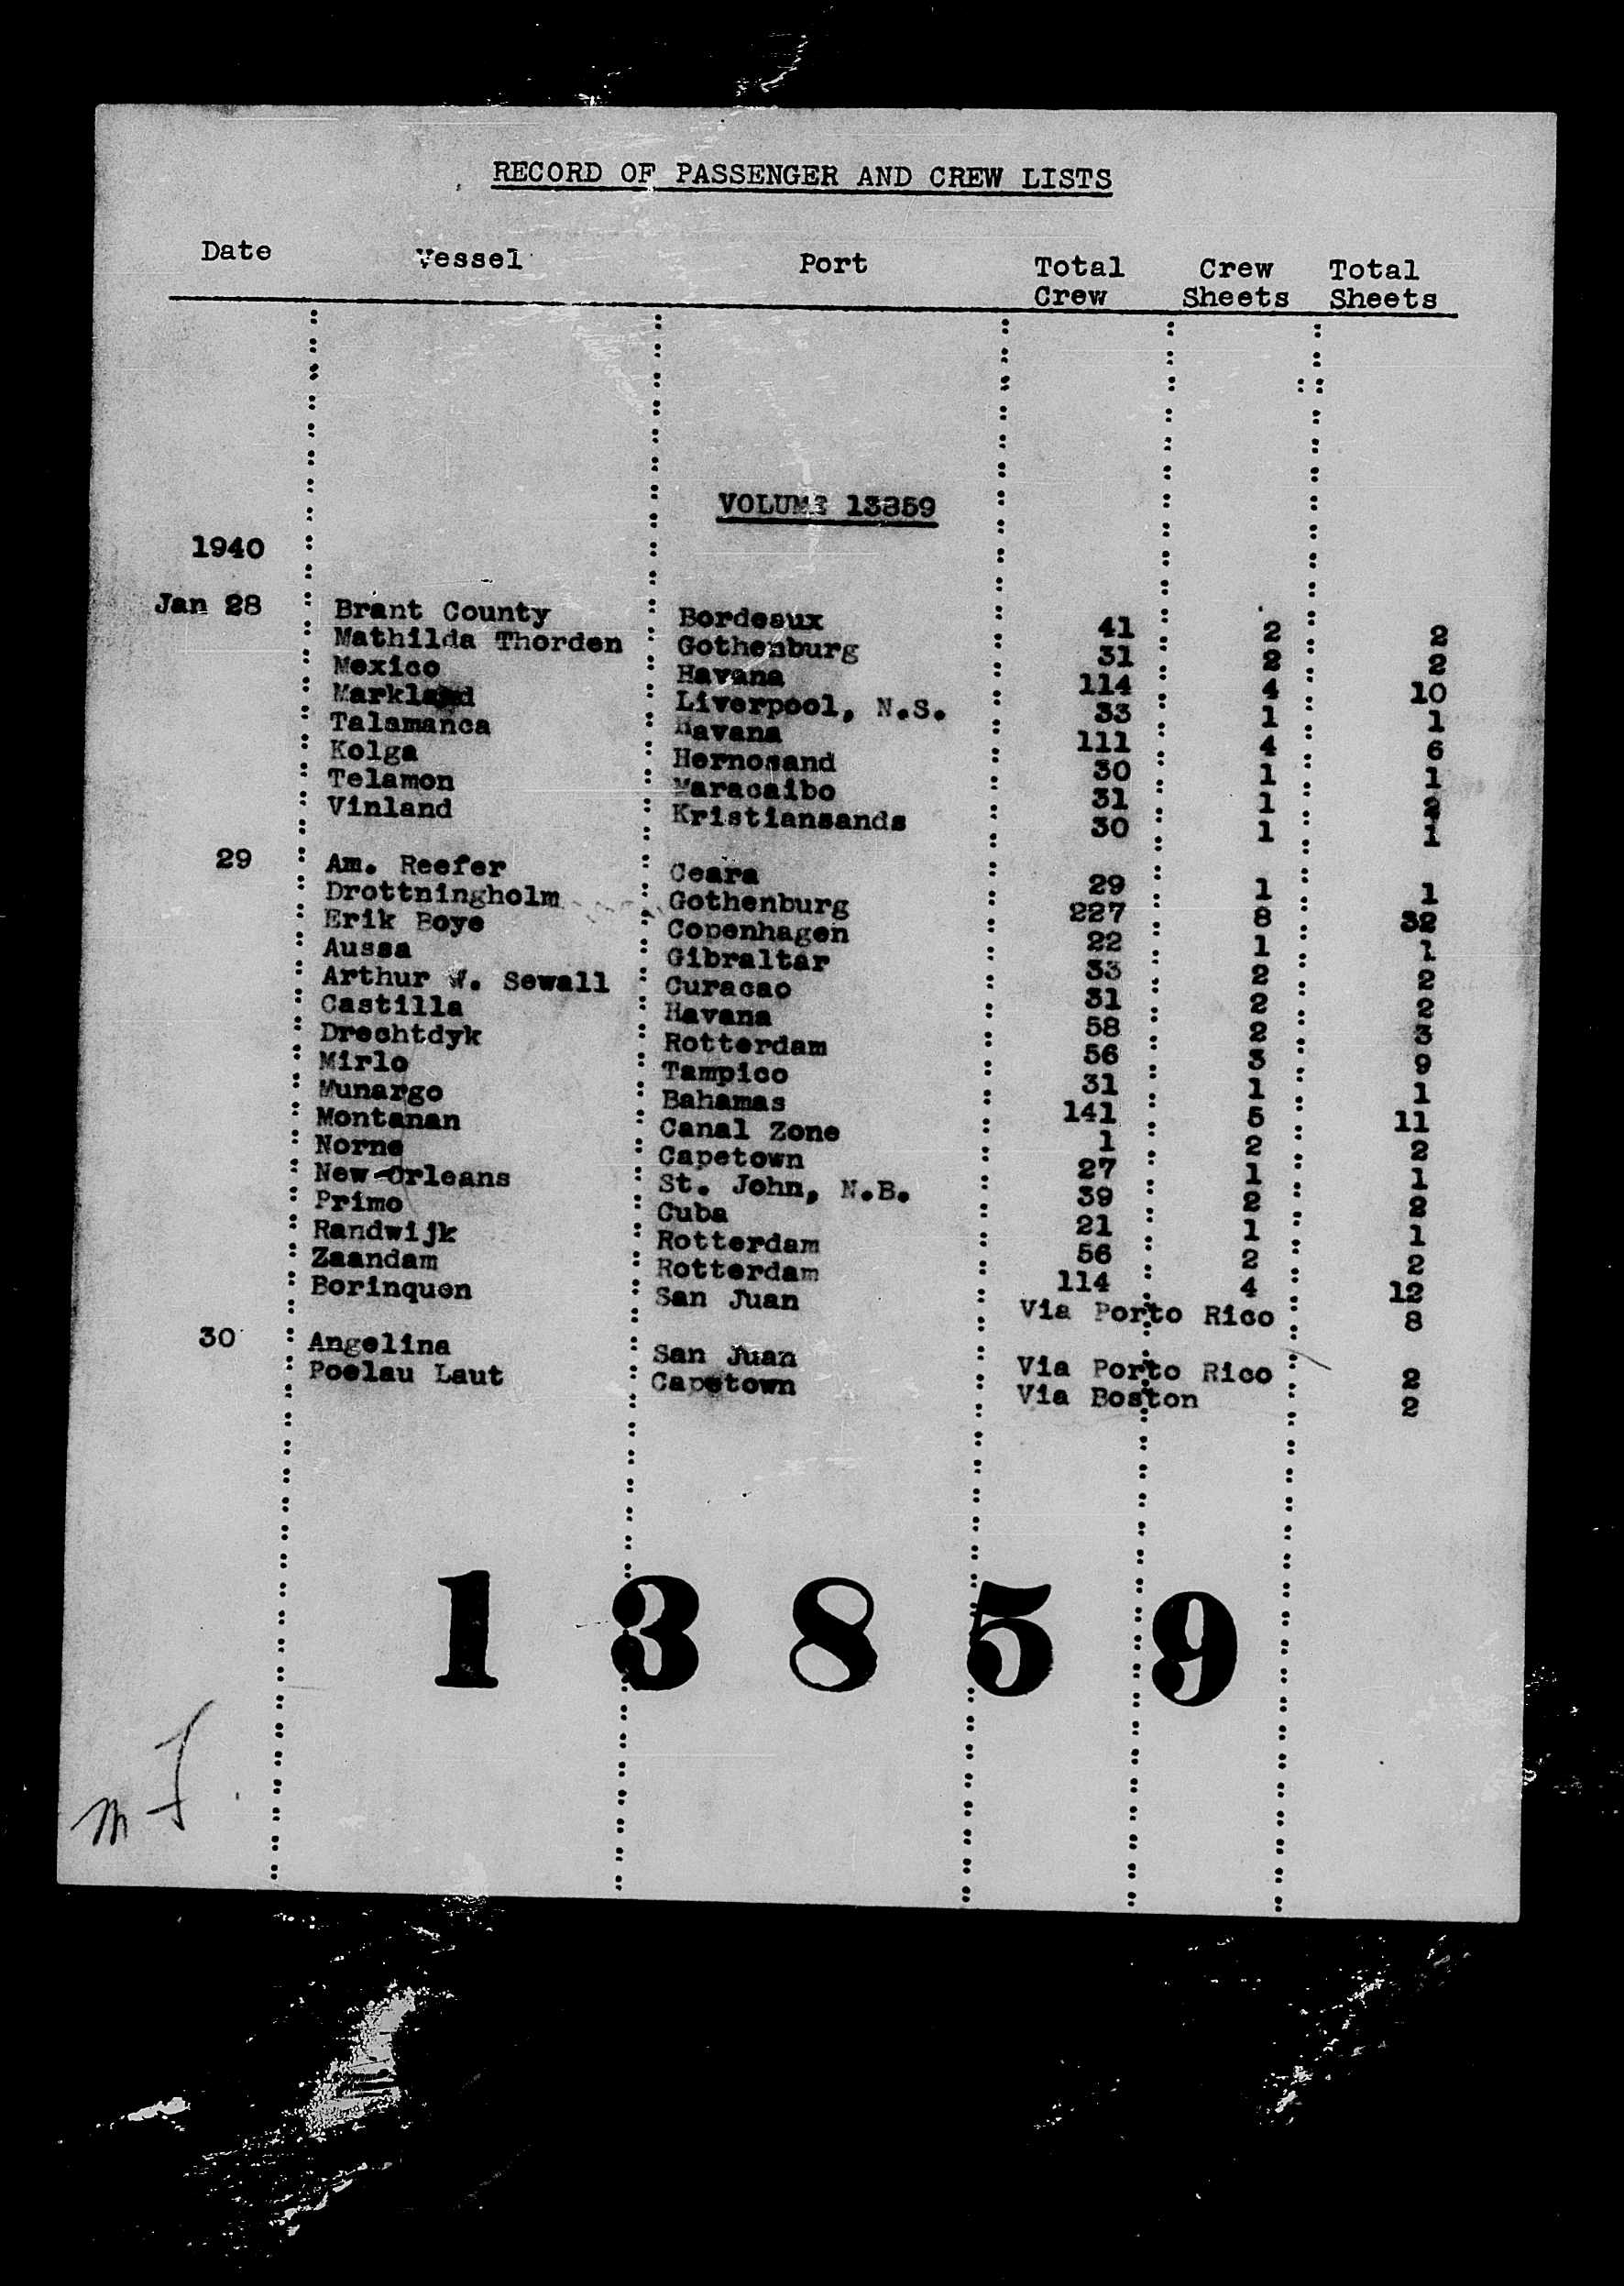 RECORD OF PASSENGER AND CREW LISTS
Date Vessel Port Total Crew Crew Sheets Total Sheets
VOLUME 13859
1940
Jan 28 Brant County Bordeaux 41 2 2
Mathilda Thorden Gothenburg 31 2 2
Mexico Havana 114 4 10
Markland Liverpool, N.S. 33 1 1
Talamanca Havana 111 4 6
Kolga Hernosand 30 1 1
Telamon Maracaibo 31 1 2
Vinland Kristiansands 30 1 1
29 Am. Reefer Ceara 29 1 1
Drottningholm Gothenburg 227 8 32
Erik Boye Copenhagen 22 1 1
Aussa Gibraltar 33 2 2
Arthur W. Sewall Curacao 31 2 2
Castilla Havana 58 2 3
Drechtdyk Rotterdam 56 3 9
Mirlo Tampico 31 1 1
Munargo Bahamas 141 5 11
Montanan Canal Zone 1 2 2
Norne Capetown 27 1 1
New Orleans St. John, N.B. 39 2 2
Primo Cuba 21 1 1
Randwijk Rotterdam 56 2 2
Zaandam Rotterdam 114 4 12
Borinquen San Juan Via Porto Rico 8
30 Angelina San Juan Via Porto Rico 2
Poelau Laut Capetown Via Boston 2
13859